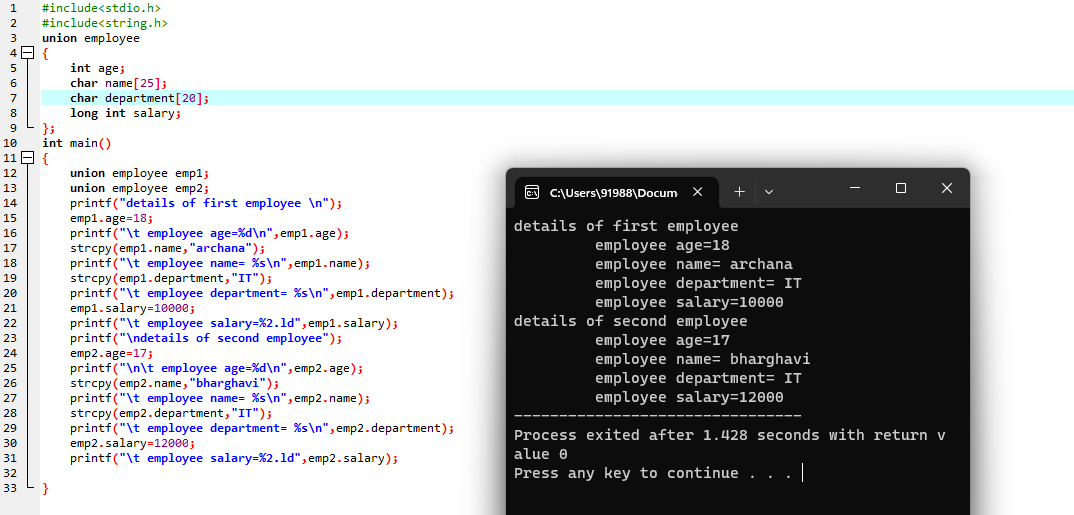 1 #include<stdio.h>
2 #include<string.h>
3 union employee
4 {
5 int age;
6 char name[25];
7 char department[20];
8 long int salary;
9 };
10 int main()
11 {
12 union employee emp1;
13 union employee emp2;
14 printf("details of first employee \n");
15 emp1.age=18;
16 printf("\t employee age=%d\n",emp1.age);
17 strcpy(emp1.name,"archana");
18 printf("\t employee name= %s\n",emp1.name);
19 strcpy(emp1.department,"IT");
20 printf("\t employee department= %s\n",emp1.department);
21 emp1.salary=10000;
22 printf("\t employee salary=%2.ld",emp1.salary);
23 printf("\ndetails of second employee");
24 emp2.age=17;
25 printf("\n\t employee age=%d\n",emp2.age);
26 strcpy(emp2.name,"bharghavi");
27 printf("\t employee name= %s\n",emp2.name);
28 strcpy(emp2.department,"IT");
29 printf("\t employee department= %s\n",emp2.department);
30 emp2.salary=12000;
31 printf("\t employee salary=%2.ld",emp2.salary);
32
33 }
C:\Users\91988\Docum
details of first employee
employee age=18
employee name= archana
employee department= IT
employee salary=10000
details of second employee
employee age=17
employee name= bharghavi
employee department= IT
employee salary=12000
--------------------------------
Process exited after 1.428 seconds with return v
alue 0
Press any key to continue . . .